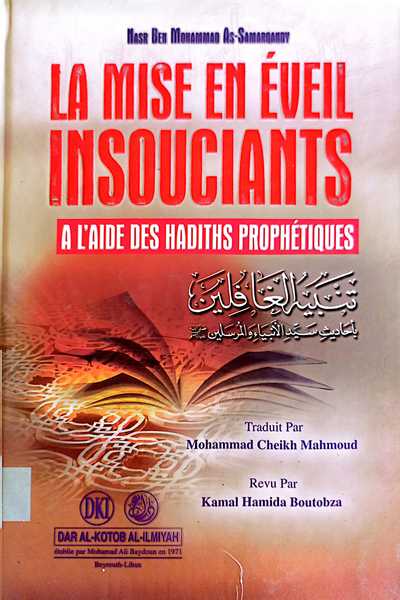 NASR BEN MOHAMMAD AS-SAMARQANDY
LA MISE EN ÉVEIL
INSOUCIANTS
A L'AIDE DES HADITHS PROPHÉTIQUES
تنبيه الغافلين
بأحاديث سيد الأنبياء والمرسلين
Traduit Par
Mohammad Cheikh Mahmoud
Revu Par
Kamal Hamida Boutobza
DKI
DAR AL-KOTOB AL-ILMIYAH
établie par Mohamad Ali Baydoun en 1971
Beyrouth-Liban